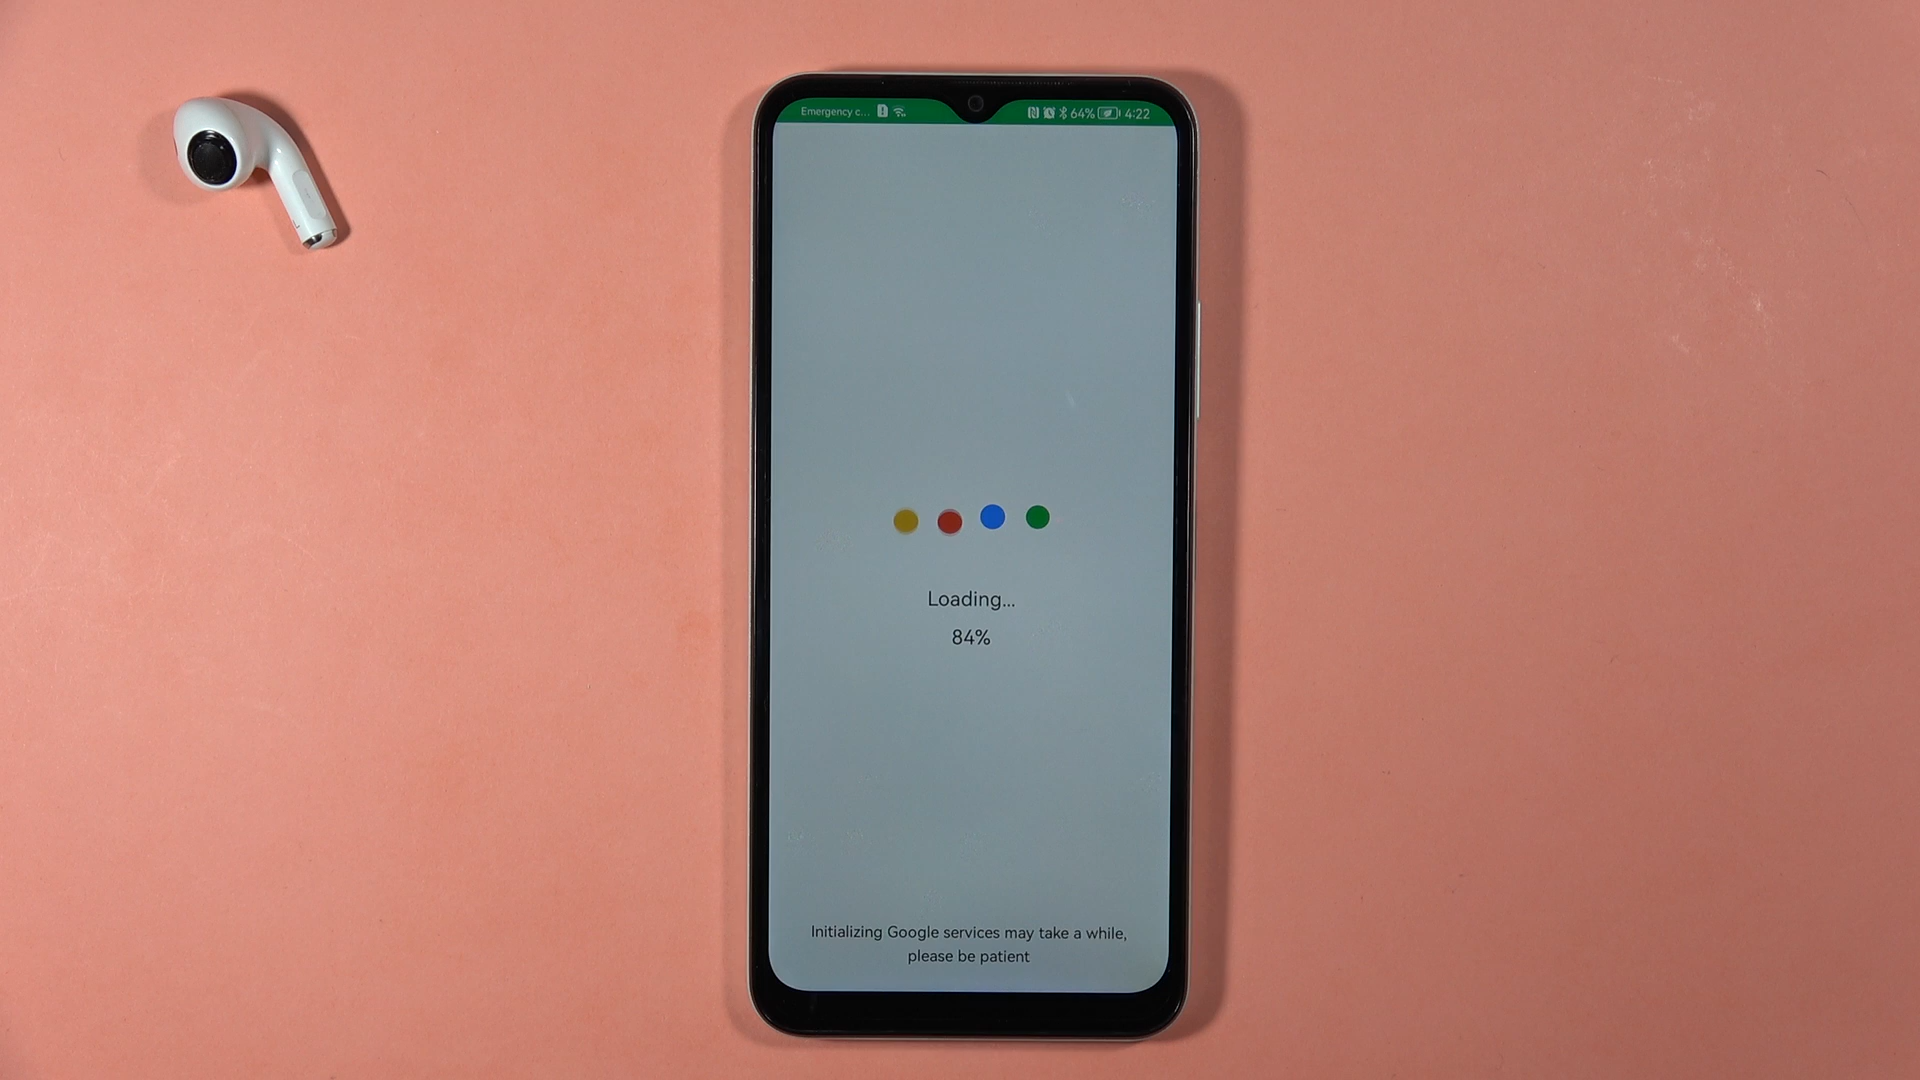 Emergency c... 64% 4:22
Loading...
84%
Initializing Google services may take a while,
please be patient